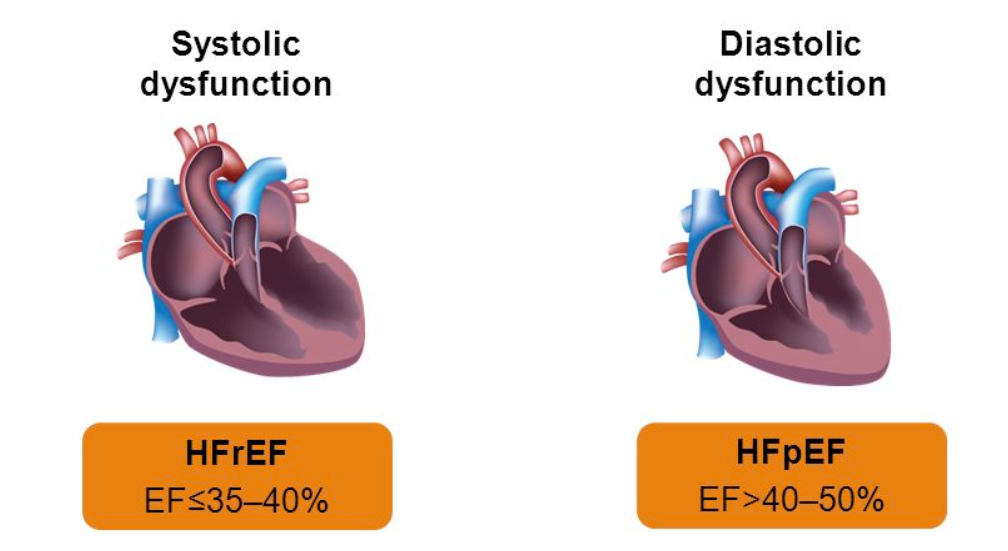 Systolic
dysfunction
HFrEF
EF≤35–40%
Diastolic
dysfunction
HFpEF
EF>40–50%